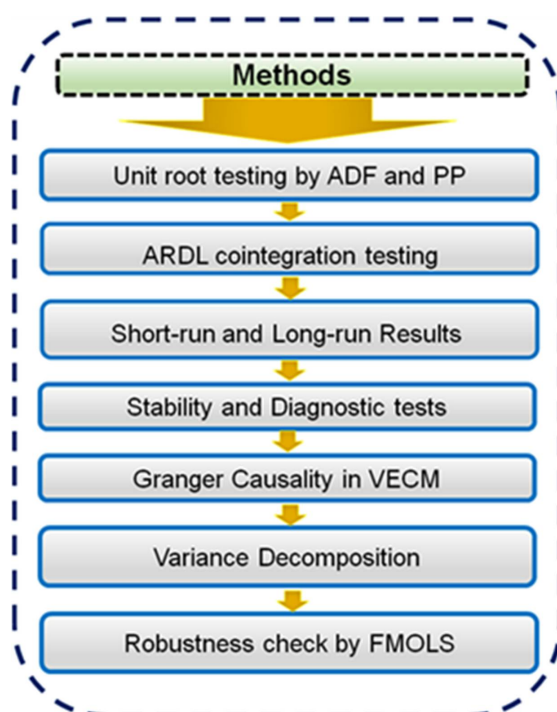 Methods
Unit root testing by ADF and PP
ARDL cointegration testing
Short-run and Long-run Results
Stability and Diagnostic tests
Granger Causality in VECM
Variance Decomposition
Robustness check by FMOLS